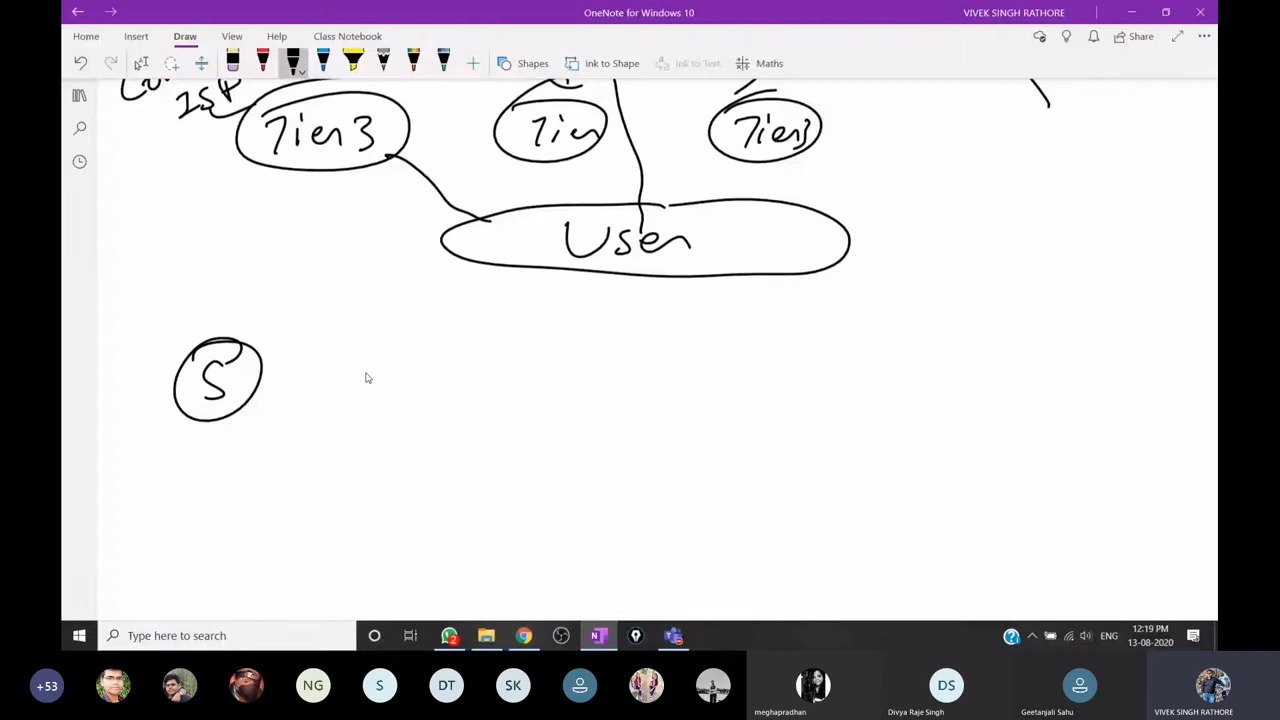 OneNote for Windows 10
VIVEK SINGH RATHORE
Home
Insert
Draw
View
Help
Class Notebook
Share
Shapes
Ink to Shape
Ink to Text
Maths
ISP
Tier3
Tier
Tier3
User
S
Type here to search
2
ENG
12:19 PM
13-08-2020
+53
NG
S
DT
SK
DS
meghapradhan
Divya Raje Singh
Geetanjali Sahu
VIVEK SINGH RATHORE